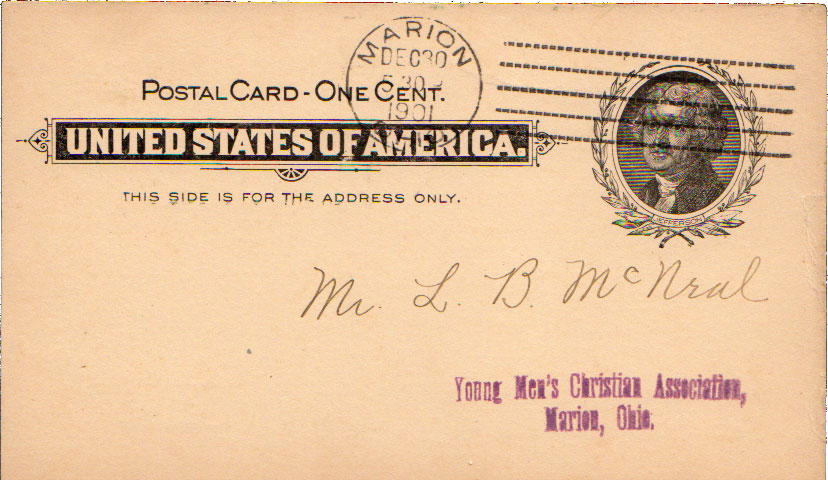 MARION
DEC 30
1901
POSTAL CARD - ONE CENT.
UNITED STATES OF AMERICA.
THIS SIDE IS FOR THE ADDRESS ONLY.
JEFFERSON
Mr. L. B. McNeal
Young Men's Christian Association,
Marion, Ohio.